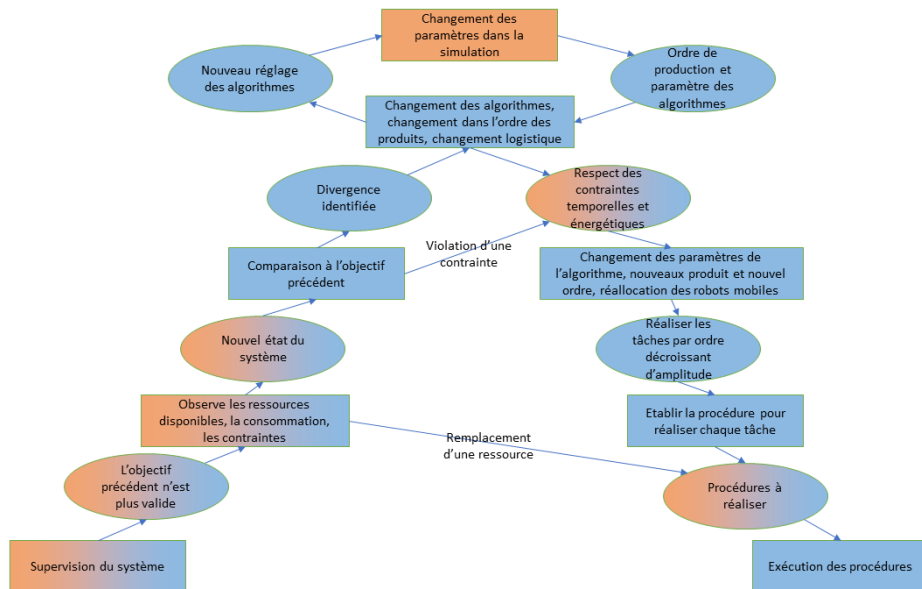 Changement des
paramètres dans la
simulation
Nouveau réglage
des algorithmes
Ordre de
production et
paramètre des
algorithmes
Changement des algorithmes,
changement dans l'ordre des
produits, changement logistique
Divergence
identifiée
Respect des
contraintes
temporelles et
énergétiques
Violation d'une
contrainte
Comparaison à l'objectif
précédent
Changement des paramètres de
l'algorithme, nouveaux produit et nouvel
ordre, réallocation des robots mobiles
Nouvel état du
système
Réaliser les
tâches par ordre
décroissant
d'amplitude
Observe les ressources
disponibles, la consommation,
les contraintes
Etablir la procédure pour
réaliser chaque tâche
Remplacement
d'une ressource
L'objectif
précédent n'est
plus valide
Procédures à
réaliser
Supervision du système
Exécution des procédures